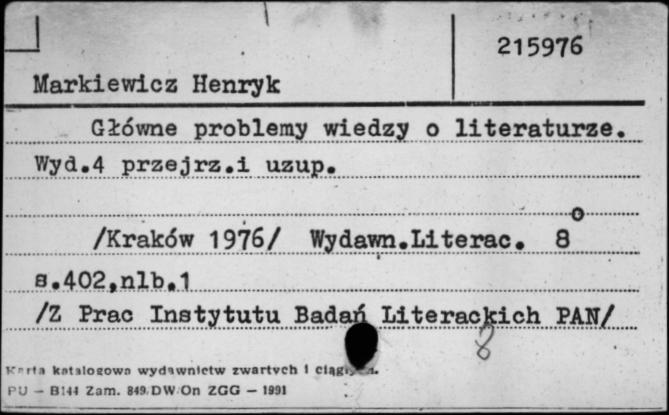 215976
Markiewicz Henryk
Główne problemy wiedzy o literaturze.
Wyd.4 przejrz.i uzup.
/Kraków 1976/ Wydawn.Literac. 8°
s.402,nlb.1
/Z Prac Instytutu Badań Literackich PAN/
8
Karta katalogowa wydawnictw zwartych i ciągłych.
PU — B144 Zam. 849/DW/On ZGG — 1991